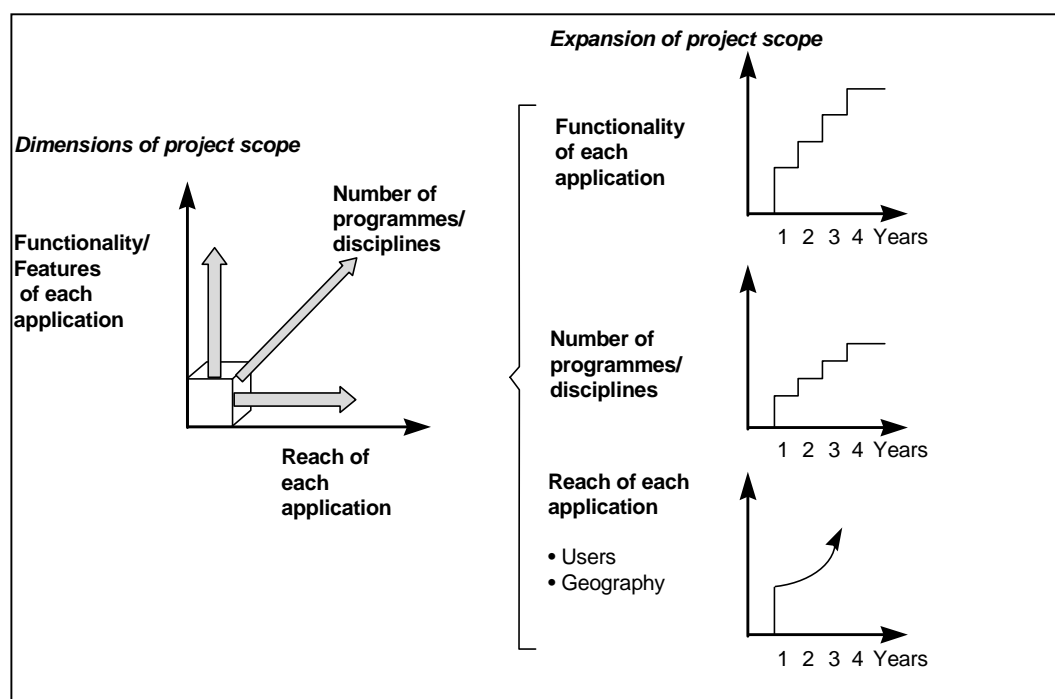 Dimensions of project scope
Functionality/
Features
of each
application
Number of
programmes/
disciplines
Reach of
each
application
Expansion of project scope
Functionality
of each
application
1 2 3 4 Years
Number of
programmes/
disciplines
1 2 3 4 Years
Reach of each
application
• Users
• Geography
1 2 3 4 Years